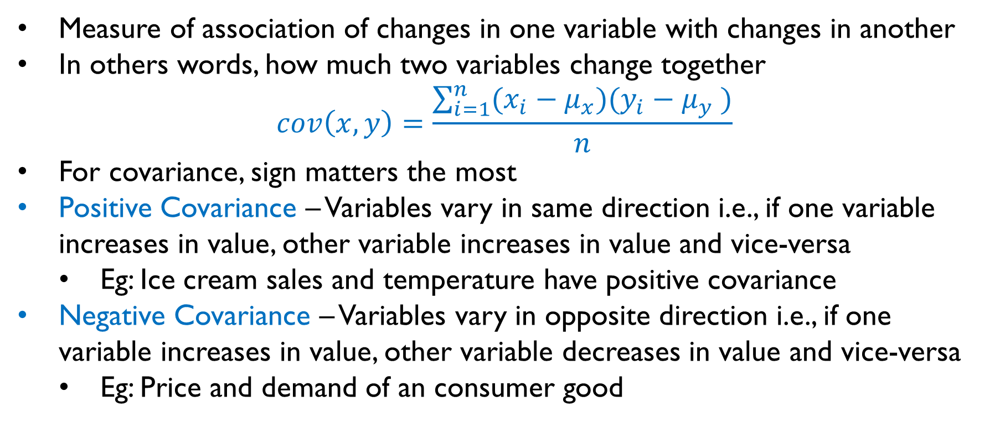 • Measure of association of changes in one variable with changes in another
• In others words, how much two variables change together
cov(x, y) = \frac{\sum_{i=1}^{n}(x_i − μ_x)(y_i − μ_y )}{n}
• For covariance, sign matters the most
• Positive Covariance – Variables vary in same direction i.e., if one variable
increases in value, other variable increases in value and vice-versa
• Eg: Ice cream sales and temperature have positive covariance
• Negative Covariance – Variables vary in opposite direction i.e., if one
variable increases in value, other variable decreases in value and vice-versa
• Eg: Price and demand of an consumer good